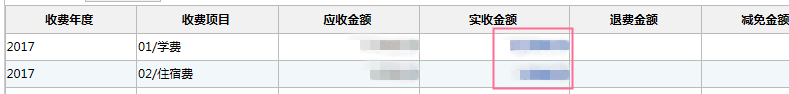 收费年度 收费项目 应收金额 实收金额 退费金额 减免金额
2017 01/学费
2017 02/住宿费